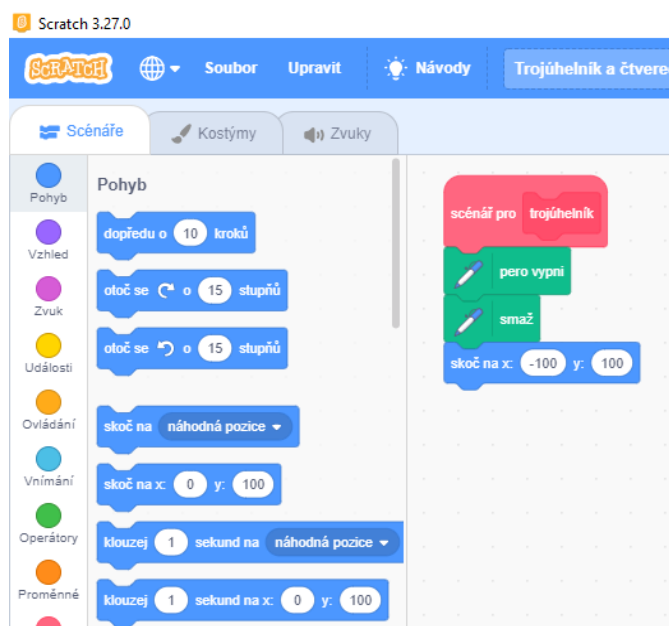 Scratch 3.27.0
SCRATCH Soubor Upravit Návody Trojúhelník a čtvere
Scénáře Kostýmy Zvuky
Pohyb
Vzhled
Zvuk
Události
Ovládání
Vnímání
Operátory
Proměnné
Pohyb
dopředu o 10 kroků
otoč se o 15 stupňů
otoč se o 15 stupňů
skoč na náhodná pozice
skoč na x: 0 y: 100
klouzej 1 sekund na náhodná pozice
klouzej 1 sekund na x: 0 y: 100
scénář pro trojúhelník
pero vypni
smaž
skoč na x: -100 y: 100